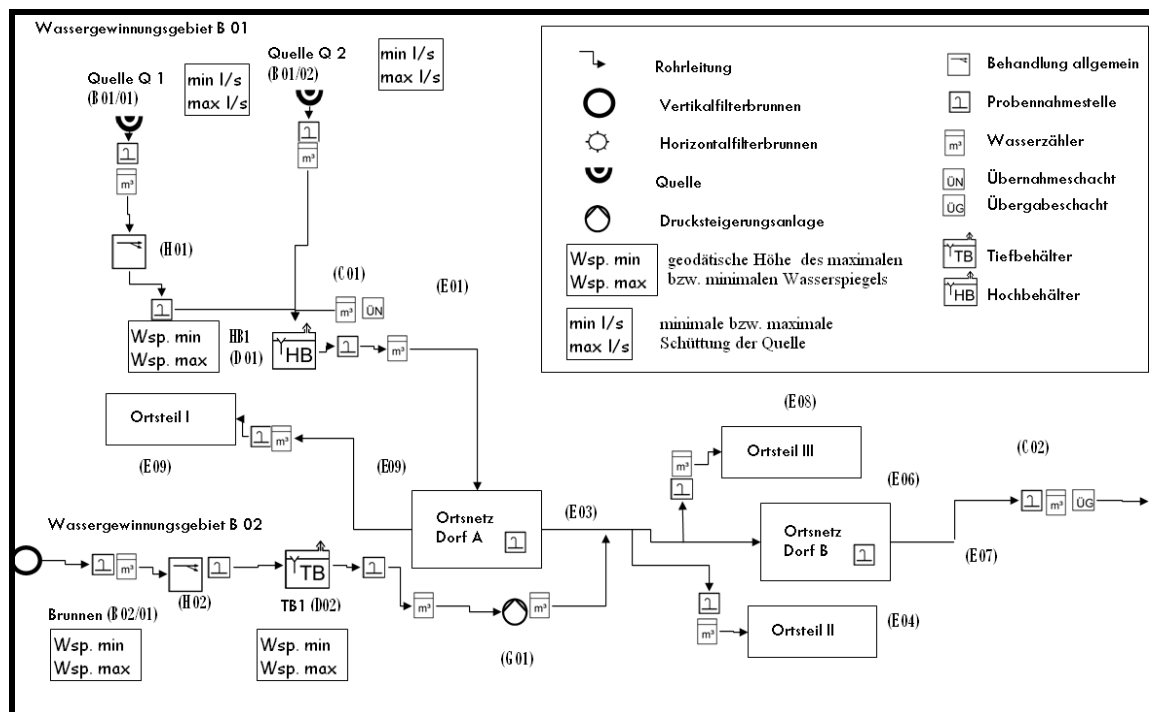 Wassergewinnungsgebiet B 01
Quelle Q 1
(B 01/01)
min l/s
max l/s
Quelle Q 2
(B 01/02)
min l/s
max l/s
m³
m³
(H 01)
(C 01)
(E 01)
m³
ÜN
Wsp. min
Wsp. max
HB1
(D 01)
HB
m³
Ortsteil I
m³
(E 09)
(E 09)
Ortsnetz
Dorf A
(E 03)
Wassergewinnungsgebiet B 02
m³
(H 02)
Brunnen (B 02/01)
Wsp. min
Wsp. max
TB
TB1 (D02)
Wsp. min
Wsp. max
m³
m³
(G 01)
(E 08)
m³
Ortsteil III
(E 06)
Ortsnetz
Dorf B
(C 02)
m³
ÜG
(E 07)
m³
Ortsteil II
(E 04)
Rohrleitung
Vertikalfilterbrunnen
Horizontalfilterbrunnen
Quelle
Drucksteigerungsanlage
Wsp. min
Wsp. max
geodätische Höhe des maximalen
bzw. minimalen Wasserspiegels
min l/s
max l/s
minimale bzw. maximale
Schüttung der Quelle
Behandlung allgemein
Probennahmestelle
m³
Wasserzähler
ÜN
Übernahmeschacht
ÜG
Übergabeschacht
TB
Tiefbehälter
HB
Hochbehälter